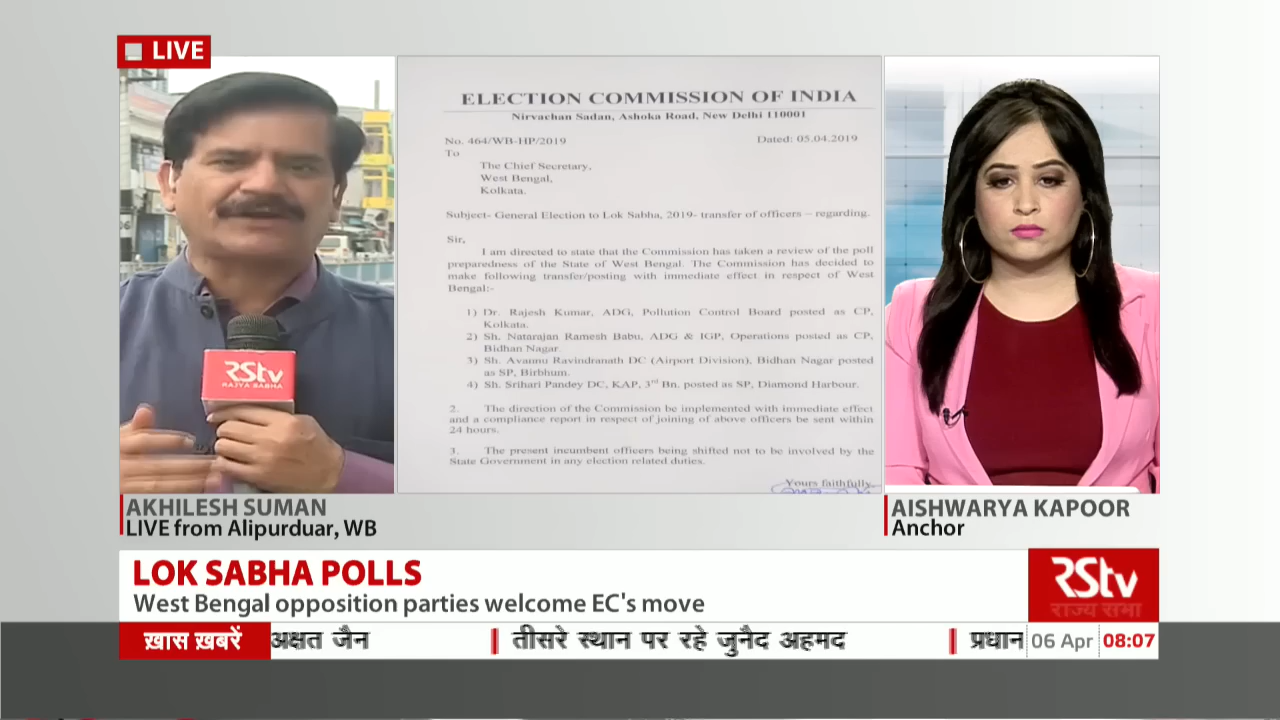 LIVE
ELECTION COMMISSION OF INDIA
Nirvachan Sadan, Ashoka Road, New Delhi 110001
No. 464/WB-HP/2019
Dated: 05.04.2019
To
The Chief Secretary,
West Bengal,
Kolkata.
Subject- General Election to Lok Sabha, 2019- transfer of officers – regarding.
Sir,
I am directed to state that the Commission has taken a review of the poll
preparedness of the State of West Bengal. The Commission has decided to
make following transfer/posting with immediate effect in respect of West
Bengal:-
1) Dr. Rajesh Kumar, ADG, Pollution Control Board posted as CP,
Kolkata.
2) Sh. Natarajan Ramesh Babu, ADG & IGP, Operations posted as CP,
Bidhan Nagar.
3) Sh. Avannu Ravindranath DC (Airport Division), Bidhan Nagar posted
as SP, Birbhum.
4) Sh. Srihari Pandey DC, KAP, 3rd Bn. posted as SP, Diamond Harbour.
2. The direction of the Commission be implemented with immediate effect
and a compliance report in respect of joining of above officers be sent within
24 hours.
3. The present incumbent officers being shifted not to be involved by the
State Government in any election related duties.
Yours faithfully,
RSTV
RAJYA SABHA
AKHILESH SUMAN
LIVE from Alipurduar, WB
AISHWARYA KAPOOR
Anchor
LOK SABHA POLLS
West Bengal opposition parties welcome EC's move
RSTV
राज्य सभा
ख़ास ख़बरें अक्षत जैन | तीसरे स्थान पर रहे जुनैद अहमद | प्रधान 06 Apr 08:07